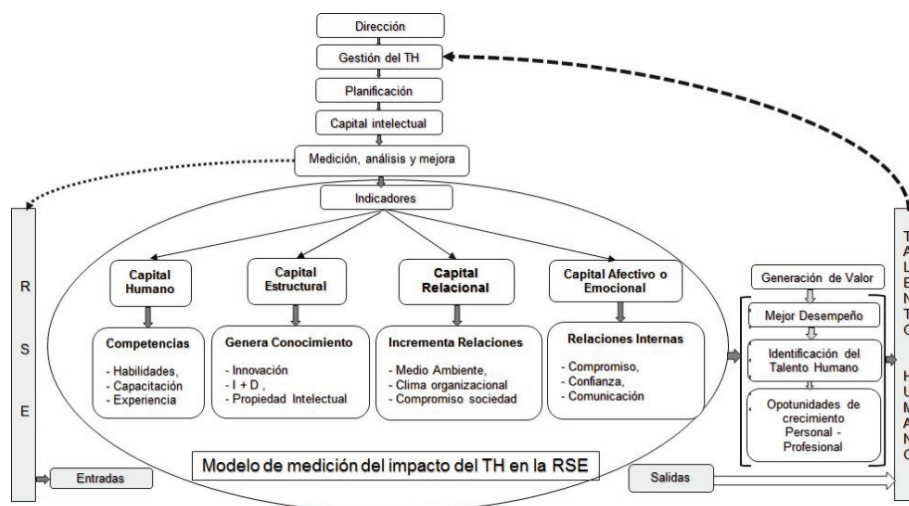 Dirección
Gestión del TH
Planificación
Capital intelectual
Medición, análisis y mejora
Indicadores
R
S
E
Capital
Humano
Capital
Estructural
Capital
Relacional
Capital Afectivo o
Emocional
Competencias
- Habilidades,
- Capacitación
- Experiencia
Genera Conocimiento
- Innovación
- I + D ,
- Propiedad Intelectual
Incrementa Relaciones
- Medio Ambiente,
- Clima organizacional
- Compromiso sociedad
Relaciones Internas
- Compromiso,
- Confianza,
- Comunicación
Generación de Valor
Mejor Desempeño
Identificación del
Talento Humano
Opotunidades de
crecimiento
Personal -
Profesional
T
A
L
E
N
T
O
H
U
M
A
N
O
Modelo de medición del impacto del TH en la RSE
Entradas
Salidas